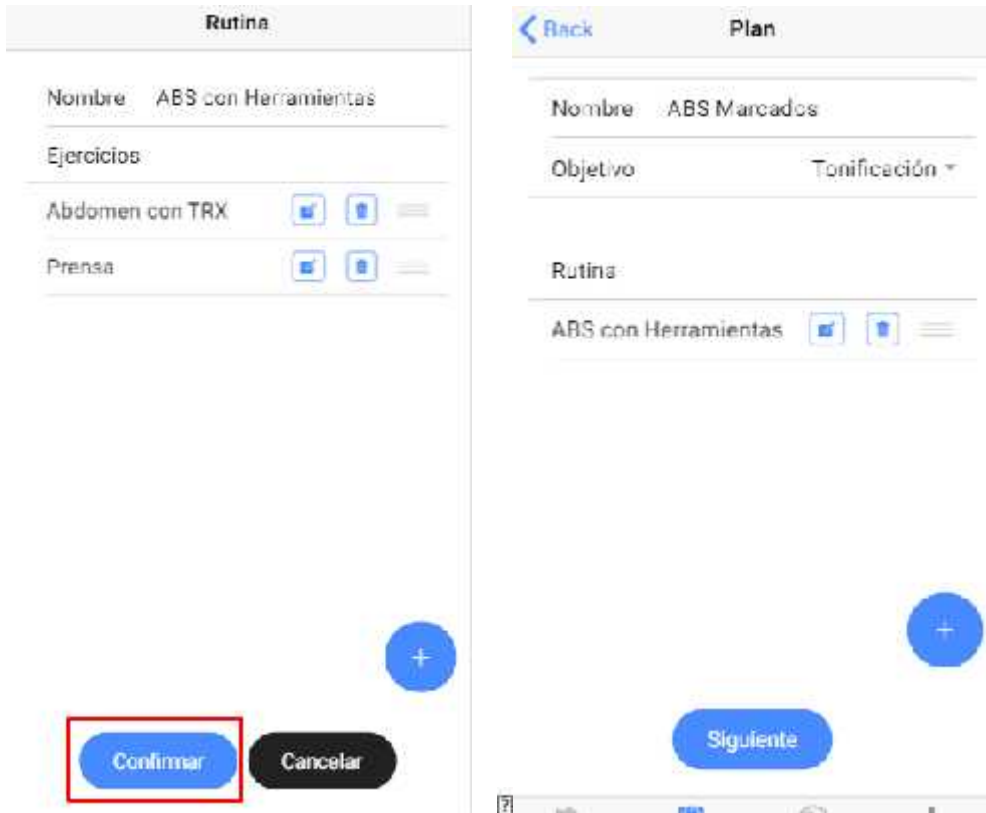 Rutina
Nombre ABS con Herramientas
Ejercicios
Abdomen con TRX
Prensa
+
Confirmar Cancelar
Back Plan
Nombre ABS Marcados
Objetivo Tonificación
Rutina
ABS con Herramientas
+
Siguiente
?